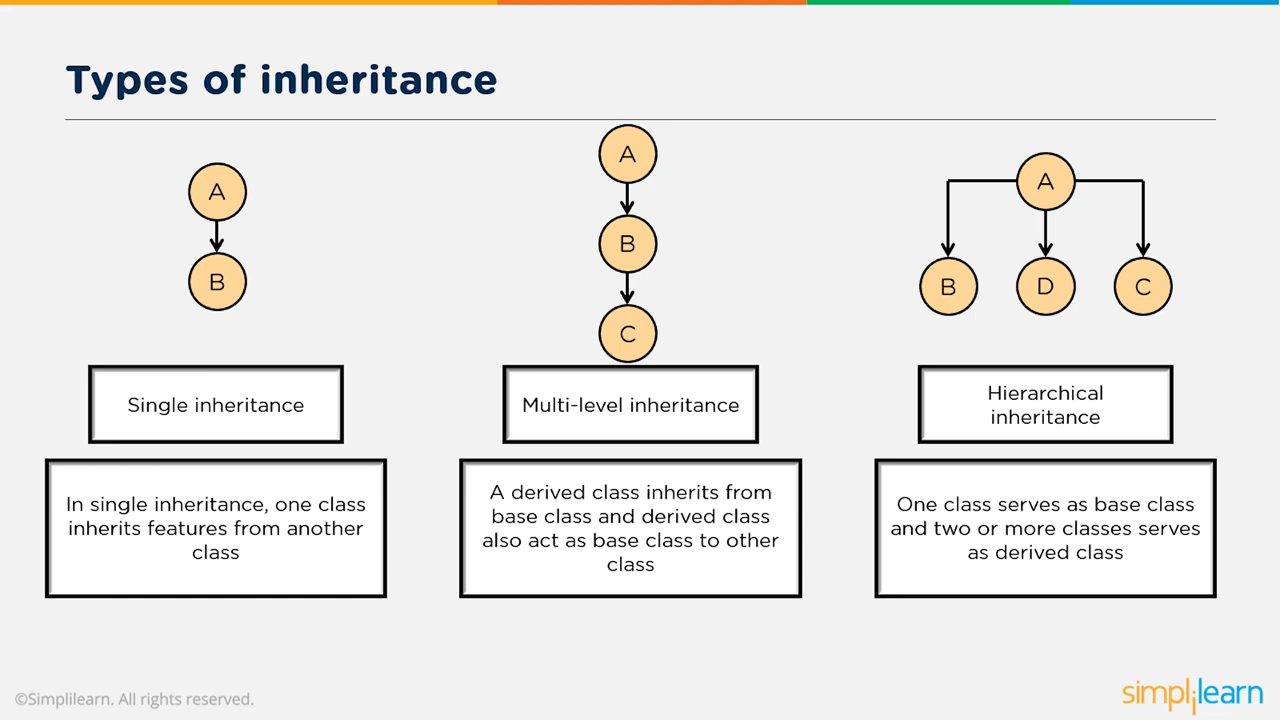 Types of inheritance
A
B
Single inheritance
In single inheritance, one class
inherits features from another
class
A
B
C
Multi-level inheritance
A derived class inherits from
base class and derived class
also act as base class to other
class
A
B D C
Hierarchical
inheritance
One class serves as base class
and two or more classes serves
as derived class
©Simplilearn. All rights reserved.
simplilearn